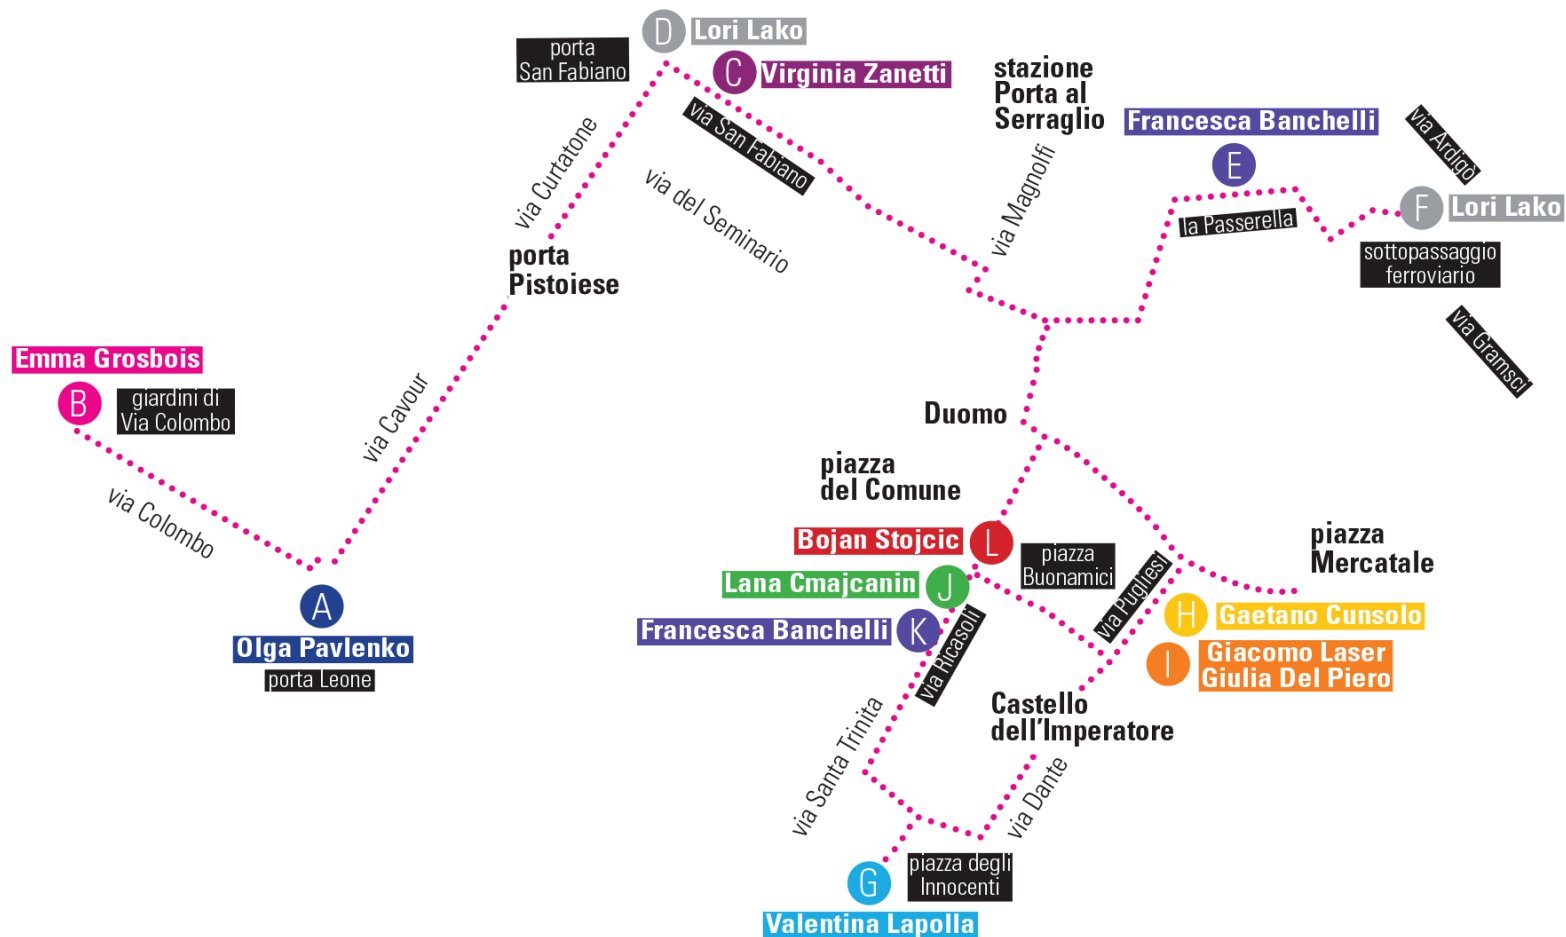 D Lori Lako
porta
San Fabiano
C Virginia Zanetti
via San Fabiano
via Curtatone
via del Seminario
stazione
Porta al
Serraglio
via Magnolfi
Francesca Banchelli
E
la Passerella
via Ardigò
F Lori Lako
sottopassaggio
ferroviario
via Gramsci
porta
Pistoiese
Emma Grosbois
B
giardini di
Via Colombo
via Colombo
via Cavour
A
Olga Pavlenko
porta Leone
Duomo
piazza
del Comune
Bojan Stojcic L
piazza
Buonamici
Lana Cmajcanin J
Francesca Banchelli K
via Ricasoli
via Pugliesi
piazza
Mercatale
H Gaetano Cunsolo
I Giacomo Laser
Giulia Del Piero
Castello
dell’Imperatore
via Santa Trinita
via Dante
G
piazza degli
Innocenti
Valentina Lapolla